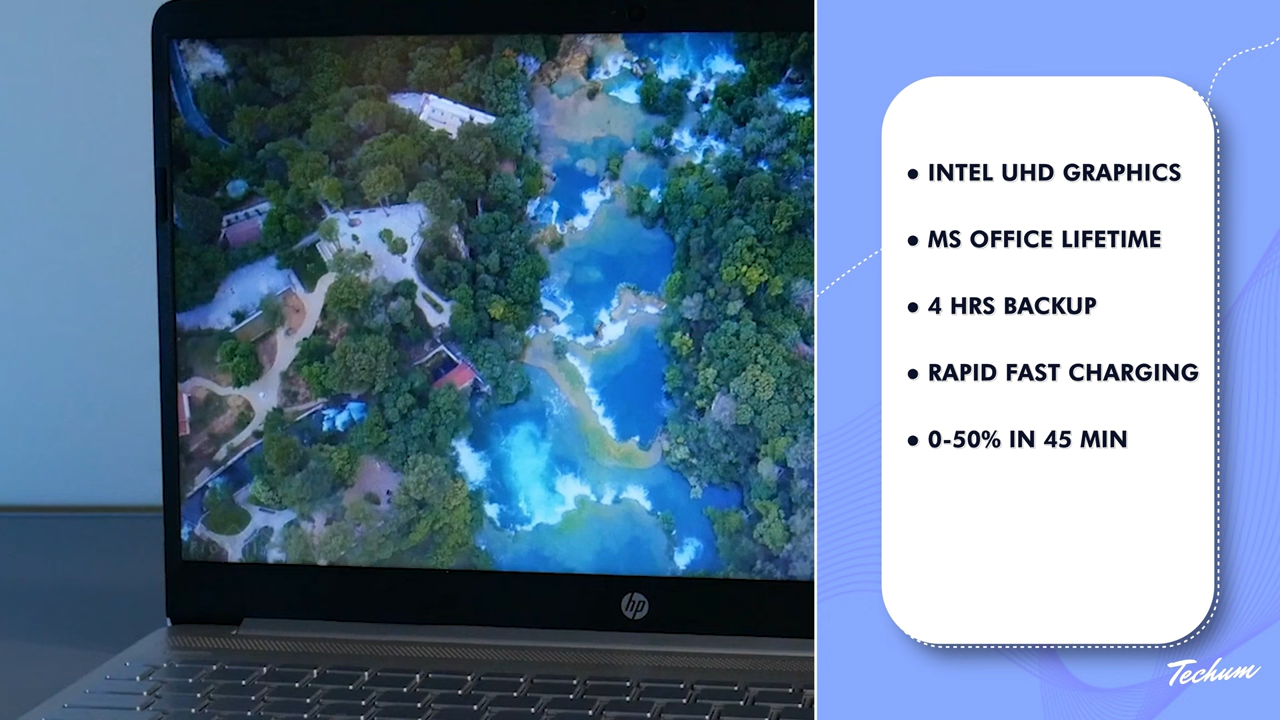 hp
• INTEL UHD GRAPHICS
• MS OFFICE LIFETIME
• 4 HRS BACKUP
• RAPID FAST CHARGING
• 0-50% IN 45 MIN
Techum